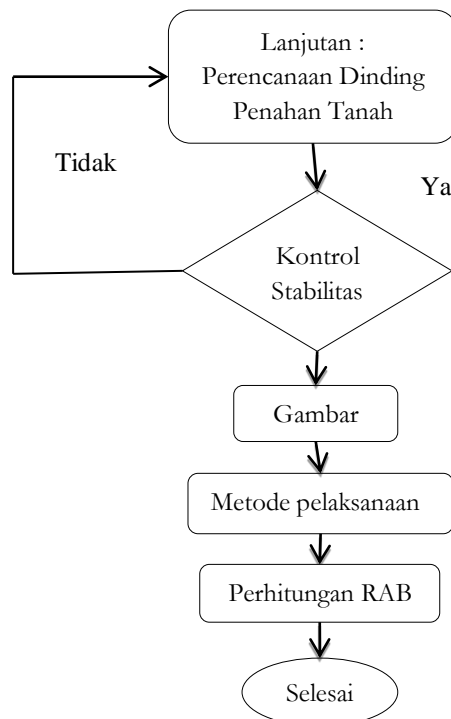 Lanjutan :
Perencanaan Dinding
Penahan Tanah
Tidak
Ya
Kontrol
Stabilitas
Gambar
Metode pelaksanaan
Perhitungan RAB
Selesai